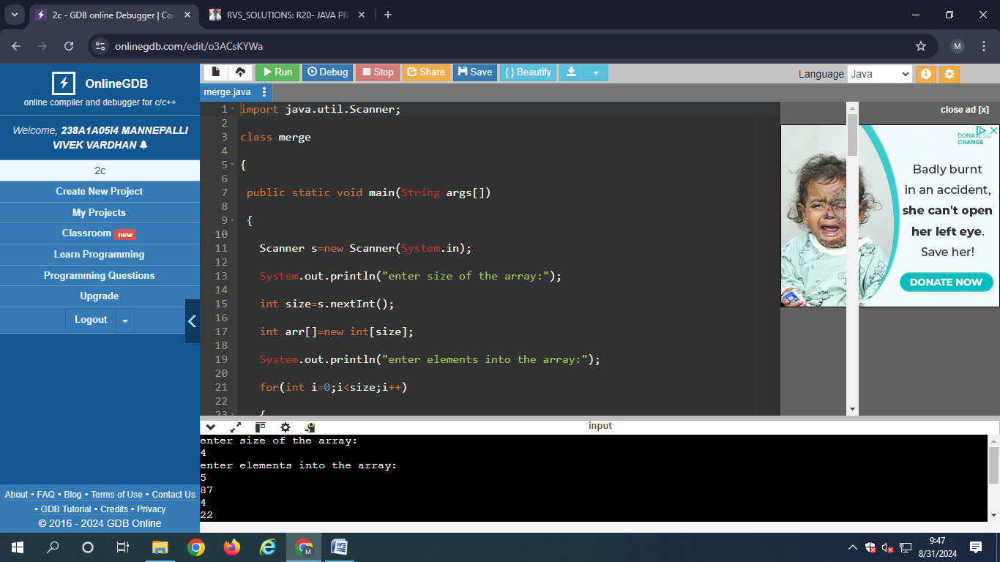 2c - GDB online Debugger | Co
RVS_SOLUTIONS: R20- JAVA PR
onlinegdb.com/edit/o3ACsKYWa
M
OnlineGDB
online compiler and debugger for c/c++
Welcome, 238A1A05I4 MANNEPALLI
VIVEK VARDHAN
2c
Create New Project
My Projects
Classroom new
Learn Programming
Programming Questions
Upgrade
Logout
About • FAQ • Blog • Terms of Use • Contact Us
• GDB Tutorial • Credits • Privacy
© 2016 - 2024 GDB Online
Run Debug Stop Share Save { } Beautify
Language Java
merge.java
1 import java.util.Scanner;
2
3 class merge
4
5 {
6
7 public static void main(String args[])
8
9 {
10
11 Scanner s=new Scanner(System.in);
12
13 System.out.println("enter size of the array:");
14
15 int size=s.nextInt();
16
17 int arr[]=new int[size];
18
19 System.out.println("enter elements into the array:");
20
21 for(int i=0;i<size;i++)
22
23 {
close ad [x]
DONATE TO
CHANGE
Badly burnt
in an accident,
she can't open
her left eye.
Save her!
DONATE NOW
input
enter size of the array:
4
enter elements into the array:
5
87
4
22
M
9:47
8/31/2024